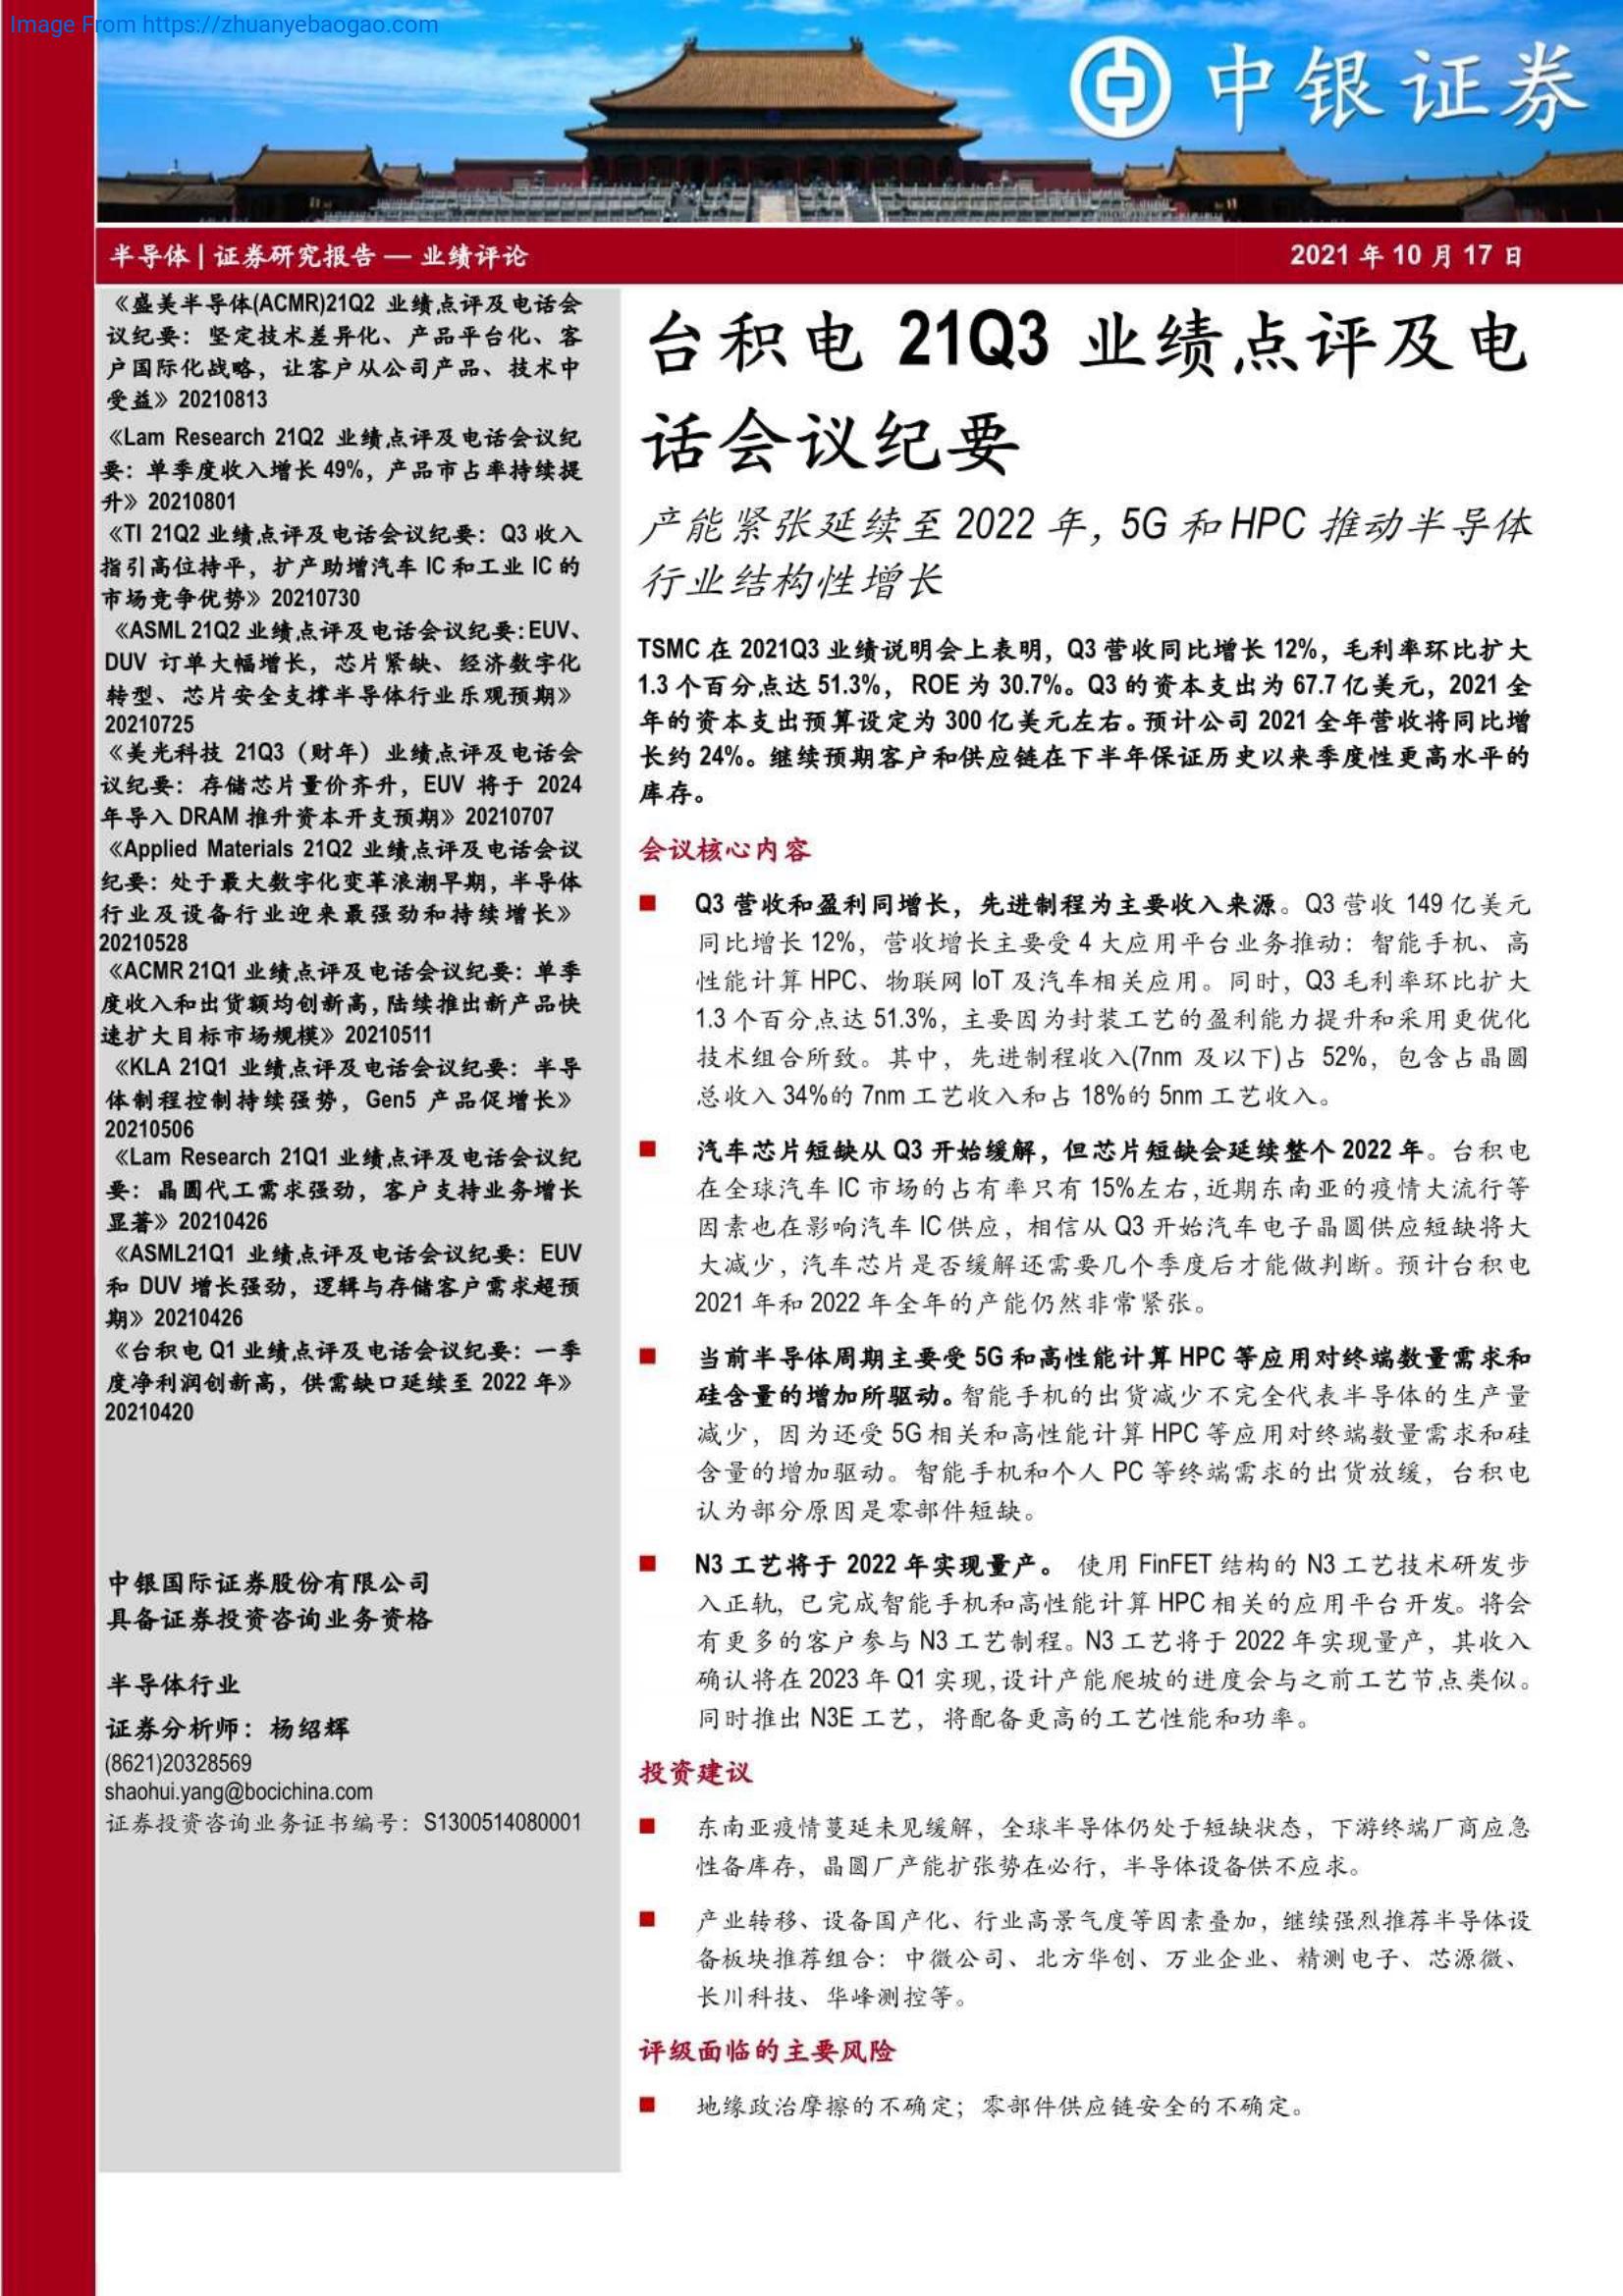 Image From https://zhuanyebaogao.com
中银证券
半导体 | 证券研究报告 — 业绩评论
2021 年 10 月 17 日
《盛美半导体(ACMR)21Q2 业绩点评及电话会
议纪要：坚定技术差异化、产品平台化、客
户国际化战略，让客户从公司产品、技术中
受益》20210813
《Lam Research 21Q2 业绩点评及电话会议纪
要：单季度收入增长 49%，产品市占率持续提
升》20210801
《TI 21Q2 业绩点评及电话会议纪要：Q3 收入
指引高位持平，扩产助增汽车 IC 和工业 IC 的
市场竞争优势》20210730
《ASML 21Q2 业绩点评及电话会议纪要:EUV、
DUV 订单大幅增长，芯片紧缺、经济数字化
转型、芯片安全支撑半导体行业乐观预期》
20210725
《美光科技 21Q3（财年）业绩点评及电话会
议纪要：存储芯片量价齐升，EUV 将于 2024
年导入 DRAM 推升资本开支预期》20210707
《Applied Materials 21Q2 业绩点评及电话会议
纪要：处于最大数字化变革浪潮早期，半导体
行业及设备行业迎来最强劲和持续增长》
20210528
《ACMR 21Q1 业绩点评及电话会议纪要：单季
度收入和出货额均创新高，陆续推出新产品快
速扩大目标市场规模》20210511
《KLA 21Q1 业绩点评及电话会议纪要：半导
体制程控制持续强势，Gen5 产品促增长》
20210506
《Lam Research 21Q1 业绩点评及电话会议纪
要：晶圆代工需求强劲，客户支持业务增长
显著》20210426
《ASML21Q1 业绩点评及电话会议纪要：EUV
和 DUV 增长强劲，逻辑与存储客户需求超预
期》20210426
《台积电 Q1 业绩点评及电话会议纪要：一季
度净利润创新高，供需缺口延续至 2022 年》
20210420
中银国际证券股份有限公司
具备证券投资咨询业务资格
半导体行业
证券分析师：杨绍辉
(8621)20328569
shaohui.yang@bocichina.com
证券投资咨询业务证书编号：S1300514080001
台积电 21Q3 业绩点评及电
话会议纪要
产能紧张延续至 2022 年，5G 和 HPC 推动半导体
行业结构性增长
TSMC 在 2021Q3 业绩说明会上表明，Q3 营收同比增长 12%，毛利率环比扩大
1.3 个百分点达 51.3%，ROE 为 30.7%。Q3 的资本支出为 67.7 亿美元，2021 全
年的资本支出预算设定为 300 亿美元左右。预计公司 2021 全年营收将同比增
长约 24%。继续预期客户和供应链在下半年保证历史以来季度性更高水平的
库存。
会议核心内容
■ Q3 营收和盈利同增长，先进制程为主要收入来源。Q3 营收 149 亿美元
同比增长 12%，营收增长主要受 4 大应用平台业务推动：智能手机、高
性能计算 HPC、物联网 IoT 及汽车相关应用。同时，Q3 毛利率环比扩大
1.3 个百分点达 51.3%，主要因为封装工艺的盈利能力提升和采用更优化
技术组合所致。其中，先进制程收入(7nm 及以下)占 52%，包含占晶圆
总收入 34%的 7nm 工艺收入和占 18%的 5nm 工艺收入。
■ 汽车芯片短缺从 Q3 开始缓解，但芯片短缺会延续整个 2022 年。台积电
在全球汽车 IC 市场的占有率只有 15%左右，近期东南亚的疫情大流行等
因素也在影响汽车 IC 供应，相信从 Q3 开始汽车电子晶圆供应短缺将大
大减少，汽车芯片是否缓解还需要几个季度后才能做判断。预计台积电
2021 年和 2022 年全年的产能仍然非常紧张。
■ 当前半导体周期主要受 5G 和高性能计算 HPC 等应用对终端数量需求和
硅含量的增加所驱动。智能手机的出货减少不完全代表半导体的生产量
减少，因为还受 5G 相关和高性能计算 HPC 等应用对终端数量需求和硅
含量的增加驱动。智能手机和个人 PC 等终端需求的出货放缓，台积电
认为部分原因是零部件短缺。
■ N3 工艺将于 2022 年实现量产。 使用 FinFET 结构的 N3 工艺技术研发步
入正轨，已完成智能手机和高性能计算 HPC 相关的应用平台开发。将会
有更多的客户参与 N3 工艺制程。N3 工艺将于 2022 年实现量产，其收入
确认将在 2023 年 Q1 实现，设计产能爬坡的进度会与之前工艺节点类似。
同时推出 N3E 工艺，将配备更高的工艺性能和功率。
投资建议
■ 东南亚疫情蔓延未见缓解，全球半导体仍处于短缺状态，下游终端厂商应急
性备库存，晶圆厂产能扩张势在必行，半导体设备供不应求。
■ 产业转移、设备国产化、行业高景气度等因素叠加，继续强烈推荐半导体设
备板块推荐组合：中微公司、北方华创、万业企业、精测电子、芯源微、
长川科技、华峰测控等。
评级面临的主要风险
■ 地缘政治摩擦的不确定；零部件供应链安全的不确定。